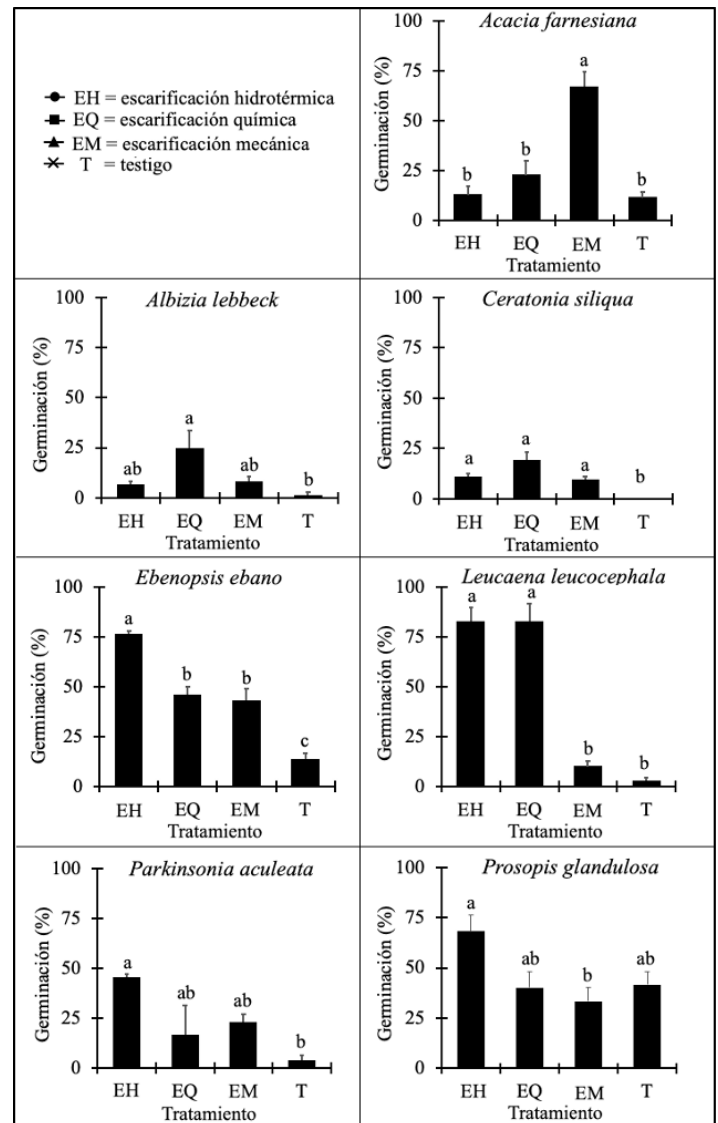 EH = escarificación hidrotérmica
EQ = escarificación química
EM = escarificación mecánica
T = testigo
Acacia farnesiana
Germinación (%)
100
75
50
25
0
b
b
a
b
EH
EQ
EM
T
Tratamiento
Albizia lebbeck
Germinación (%)
100
75
50
25
0
ab
a
ab
b
EH
EQ
EM
T
Tratamiento
Ceratonia siliqua
Germinación (%)
100
75
50
25
0
a
a
a
b
EH
EQ
EM
T
Tratamiento
Ebenopsis ebano
Germinación (%)
100
75
50
25
0
a
b
b
c
EH
EQ
EM
T
Tratamiento
Leucaena leucocephala
Germinación (%)
100
75
50
25
0
a
a
b
b
EH
EQ
EM
T
Tratamiento
Parkinsonia aculeata
Germinación (%)
100
75
50
25
0
a
ab
ab
b
EH
EQ
EM
T
Tratamiento
Prosopis glandulosa
Germinación (%)
100
75
50
25
0
a
ab
b
ab
EH
EQ
EM
T
Tratamiento